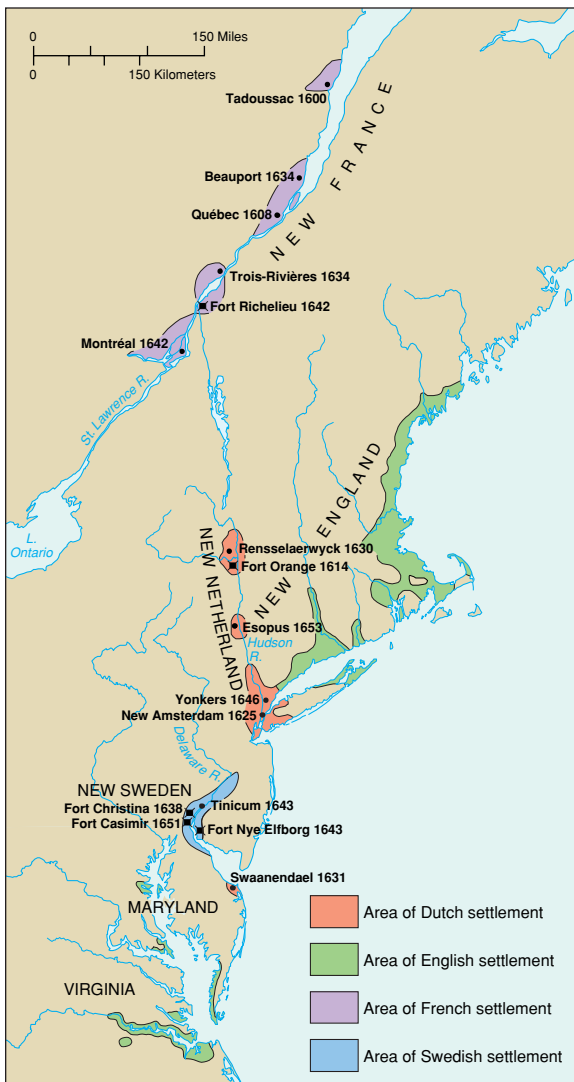 0 150 Miles
0 150 Kilometers
Tadoussac 1600
Beauport 1634
Québec 1608
NEW FRANCE
Trois-Rivières 1634
Fort Richelieu 1642
Montréal 1642
St. Lawrence R.
L.
Ontario
NEW ENGLAND
NEW NETHERLAND
Rensselaerwyck 1630
Fort Orange 1614
Esopus 1653
Hudson
R.
Yonkers 1646
New Amsterdam 1625
Delaware R.
NEW SWEDEN
Tinicum 1643
Fort Christina 1638
Fort Casimir 1651
Fort Nye Elfborg 1643
Swaanendael 1631
MARYLAND
VIRGINIA
Area of Dutch settlement
Area of English settlement
Area of French settlement
Area of Swedish settlement